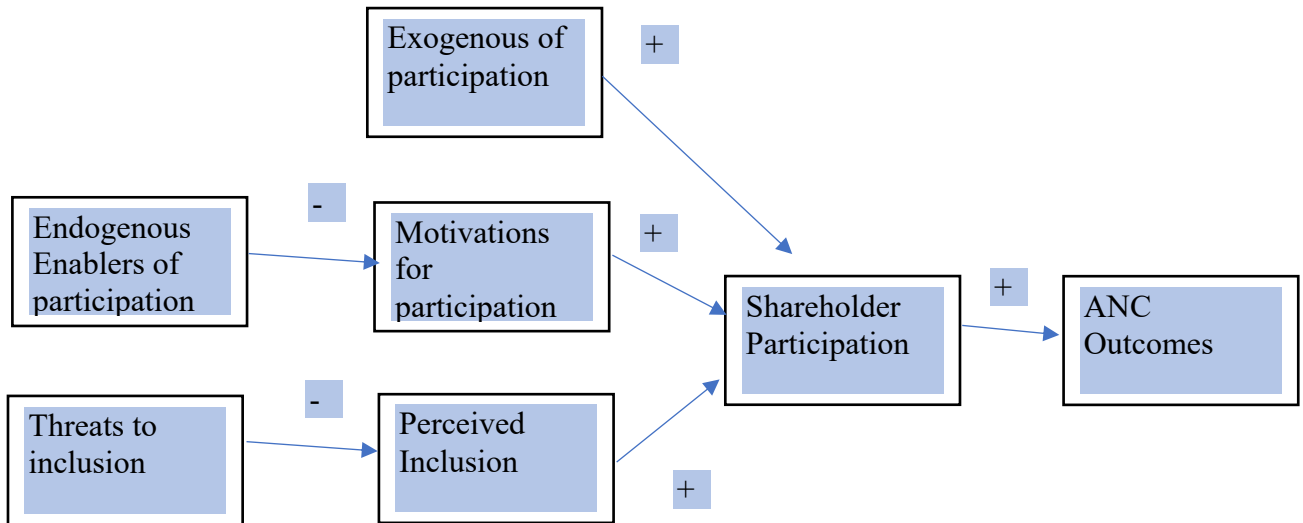 Exogenous of
participation
+
-
Endogenous
Enablers of
participation
Motivations
for
participation
+
Shareholder
Participation
+
ANC
Outcomes
-
Threats to
inclusion
Perceived
Inclusion
+